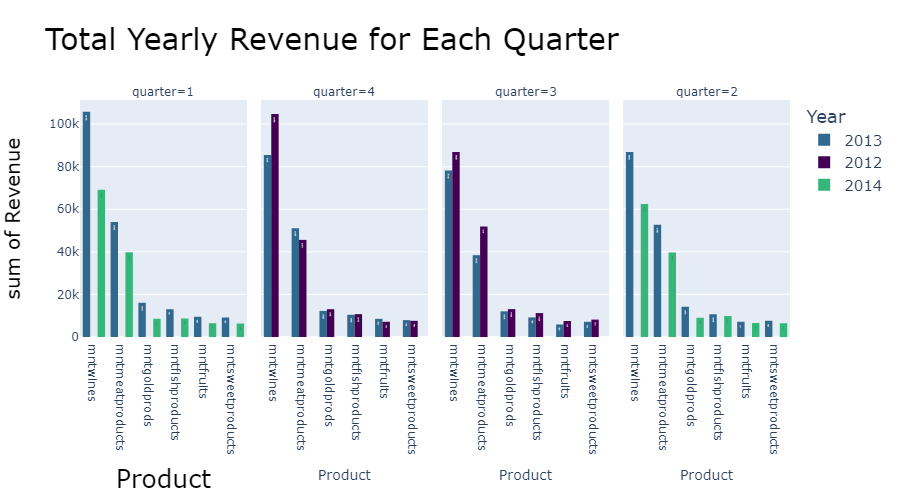 Total Yearly Revenue for Each Quarter
quarter=1
quarter=4
quarter=3
quarter=2
Year
2013
2012
2014
sum of Revenue
100k
80k
60k
40k
20k
0
mntwines
mntmeatproducts
mntgoldprods
mntfishproducts
mntfruits
mntsweetproducts
mntwines
mntmeatproducts
mntgoldprods
mntfishproducts
mntfruits
mntsweetproducts
mntwines
mntmeatproducts
mntgoldprods
mntfishproducts
mntfruits
mntsweetproducts
mntwines
mntmeatproducts
mntgoldprods
mntfishproducts
mntfruits
mntsweetproducts
Product
Product
Product
Product